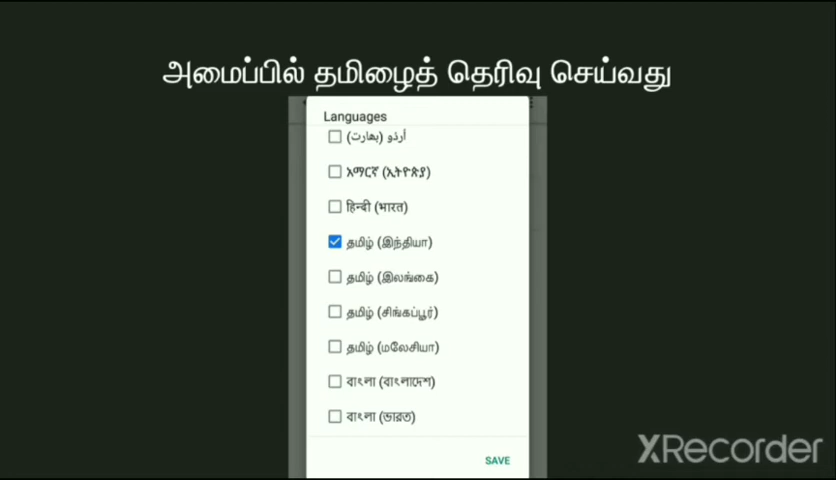 அமைப்பில் தமிழைத் தெரிவு செய்வது
Languages
اُردُو (بھارت)
አማርኛ (ኢትዮጵያ)
हिन्दी (भारत)
தமிழ் (இந்தியா)
தமிழ் (இலங்கை)
தமிழ் (சிங்கப்பூர்)
தமிழ் (மலேசியா)
বাংলা (বাংলাদেশ)
বাংলা (ভারত)
SAVE
XRecorder